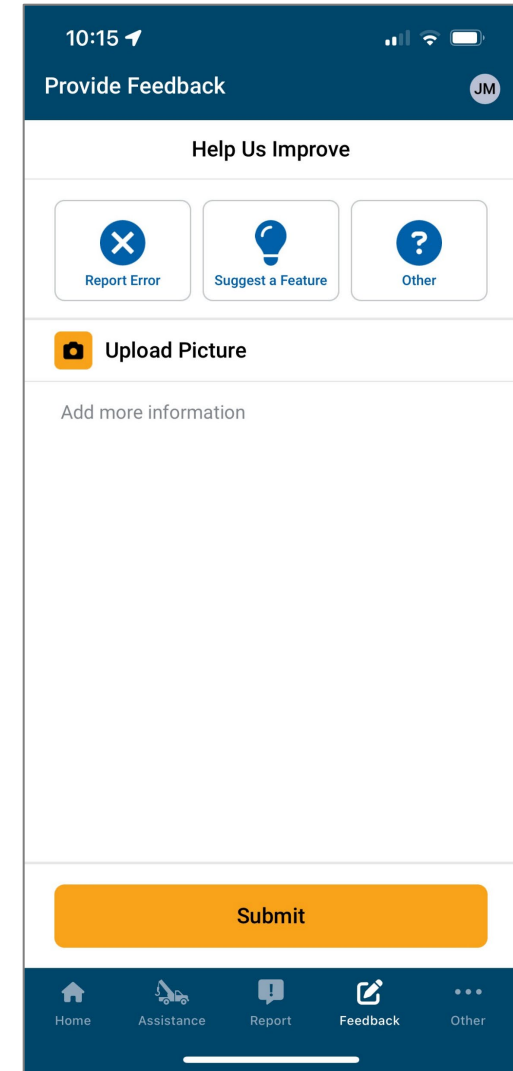 10:15
Provide Feedback
JM
Help Us Improve
Report Error
Suggest a Feature
?
Other
Upload Picture
Add more information
Submit
Home
Assistance
!
Report
Feedback
Other